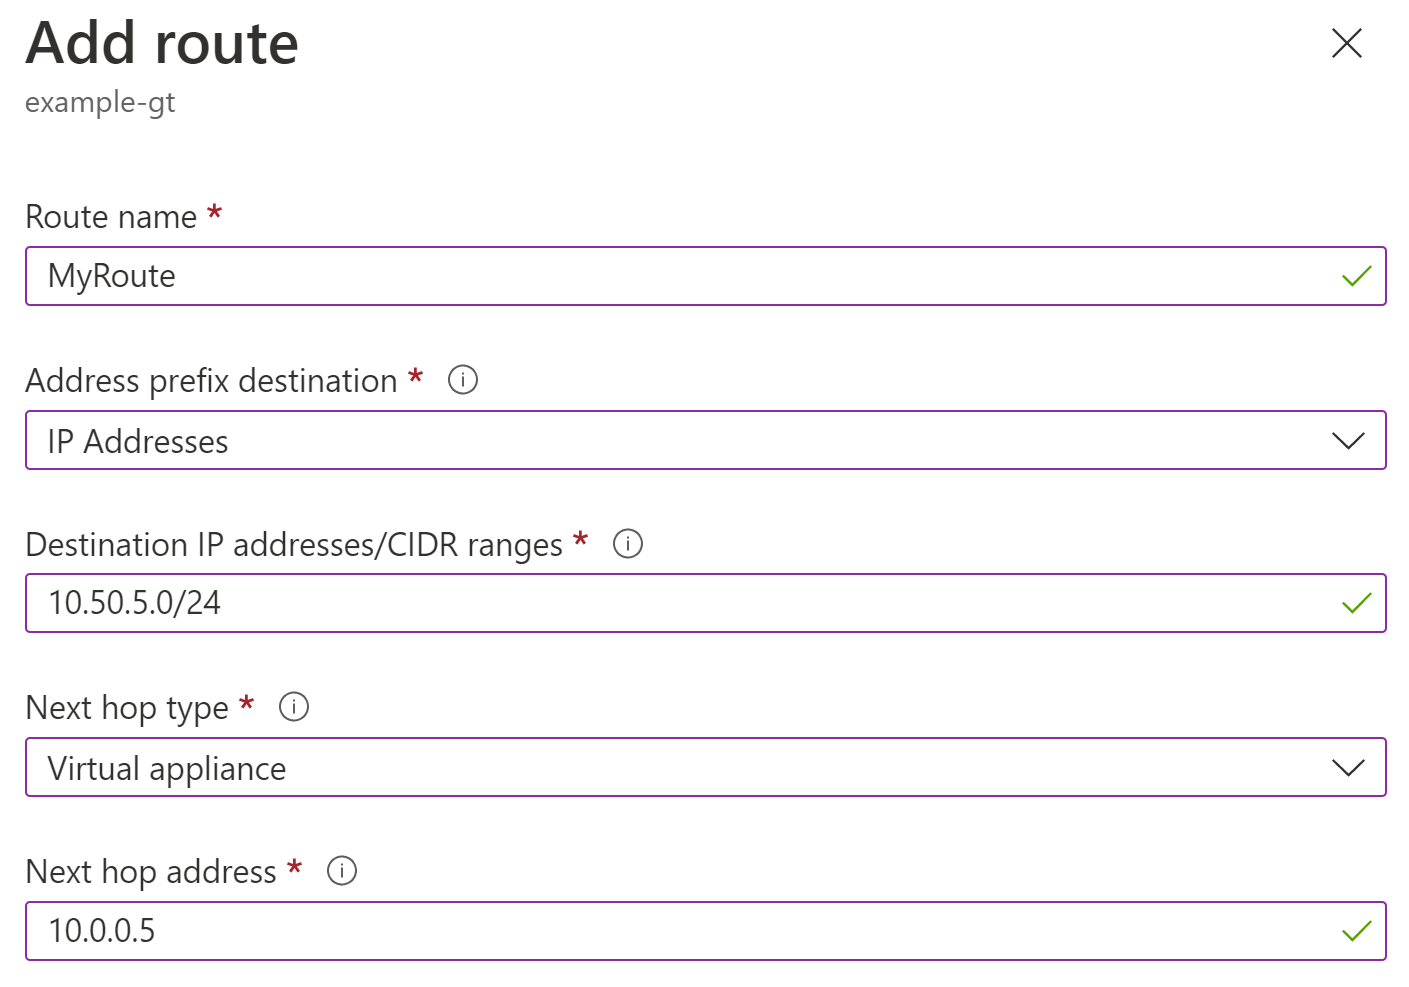 Add route
example-gt
Route name *
MyRoute
Address prefix destination *
IP Addresses
Destination IP addresses/CIDR ranges *
10.50.5.0/24
Next hop type *
Virtual appliance
Next hop address *
10.0.0.5